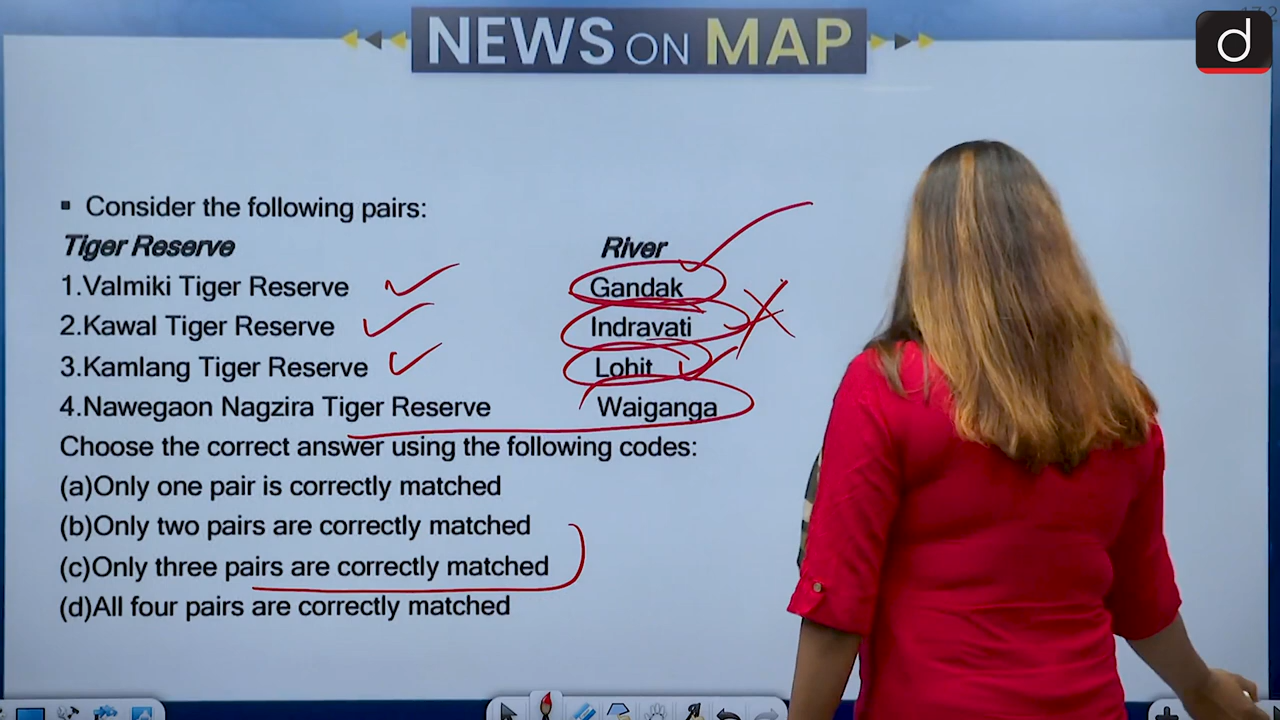 NEWS ON MAP
d
▪ Consider the following pairs:
Tiger Reserve River
1.Valmiki Tiger Reserve Gandak
2.Kawal Tiger Reserve Indravati
3.Kamlang Tiger Reserve Lohit
4.Nawegaon Nagzira Tiger Reserve Waiganga
Choose the correct answer using the following codes:
(a)Only one pair is correctly matched
(b)Only two pairs are correctly matched
(c)Only three pairs are correctly matched
(d)All four pairs are correctly matched